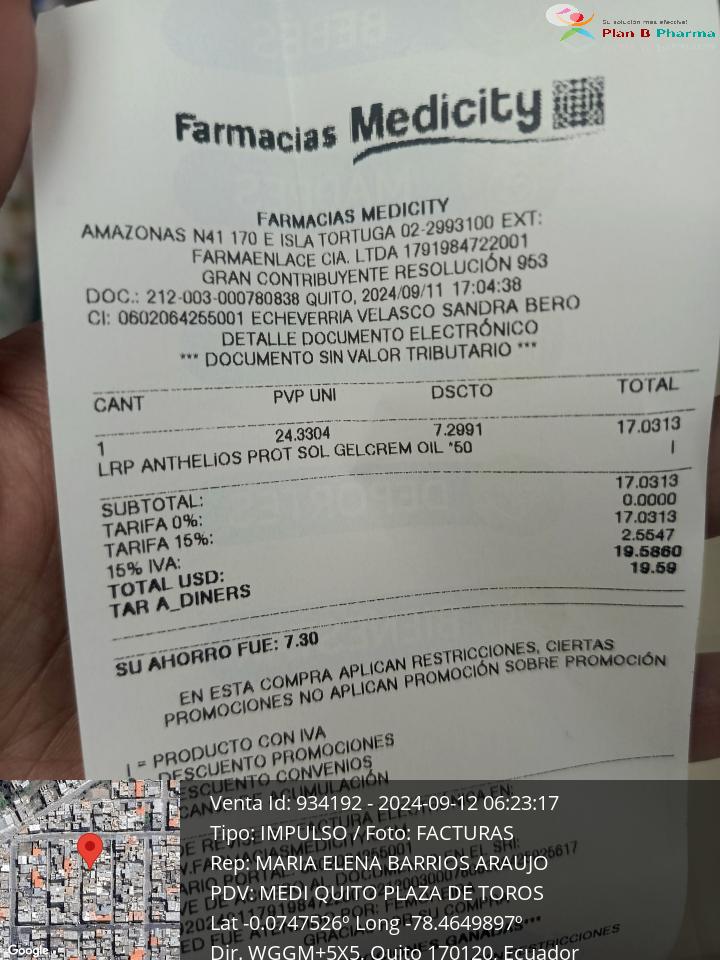 Su solución más efectiva!
Plan B Pharma
Farmacias Medicity
FARMACIAS MEDICITY
AMAZONAS N41 170 E ISLA TORTUGA 02-2993100 EXT:
FARMAENLACE CIA. LTDA 1791984722001
GRAN CONTRIBUYENTE RESOLUCIÓN 953
DOC.: 212-003-000780838 QUITO, 2024/09/11 17:04:38
CI: 0602064255001 ECHEVERRIA VELASCO SANDRA BERO
DETALLE DOCUMENTO ELECTRÓNICO
*** DOCUMENTO SIN VALOR TRIBUTARIO ***
CANT PVP UNI DSCTO TOTAL
1 24.3304 7.2991 17.0313
LRP ANTHELIOS PROT SOL GELCREM OIL *50 I
SUBTOTAL: 17.0313
TARIFA 0%: 0.0000
TARIFA 15%: 17.0313
15% IVA: 2.5547
TOTAL USD: 19.5860
TAR A_DINERS 19.59
SU AHORRO FUE: 7.30
EN ESTA COMPRA APLICAN RESTRICCIONES, CIERTAS
PROMOCIONES NO APLICAN PROMOCIÓN SOBRE PROMOCIÓN
I = PRODUCTO CON IVA
DESCUENTO PROMOCIONES
DESCUENTO CONVENIOS
ACUMULACIÓN
Venta Id: 934192 - 2024-09-12 06:23:17
Tipo: IMPULSO / Foto: FACTURAS
Rep: MARIA ELENA BARRIOS ARAUJO
PDV: MEDI QUITO PLAZA DE TOROS
Lat -0.0747526° Long -78.4649897°
Dir. WGGM+5X5, Quito 170120, Ecuador
Google